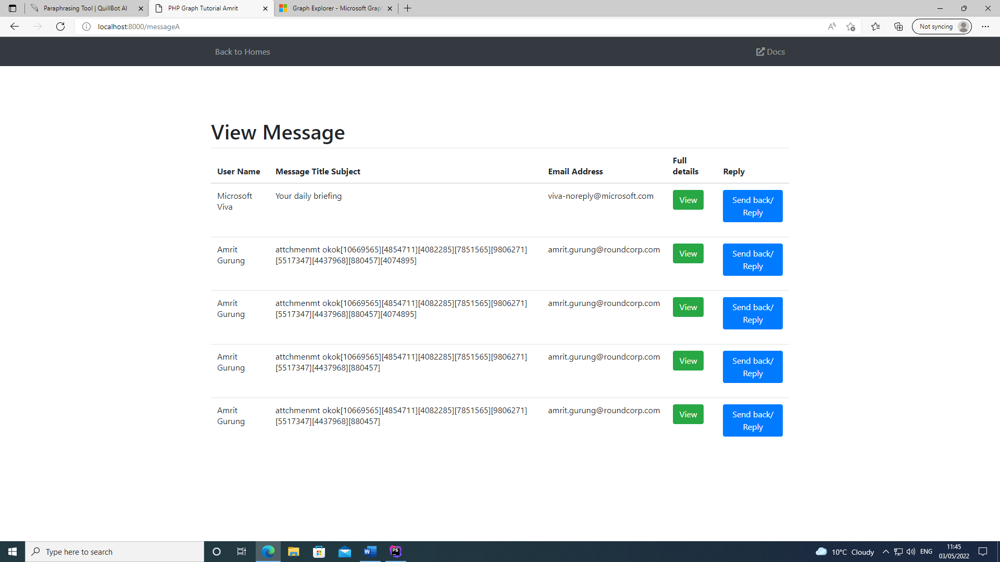 Paraphrasing Tool | QuillBot AI
PHP Graph Tutorial Amrit
Graph Explorer - Microsoft Grap
localhost:8000/messageA
Not syncing
Back to Homes
Docs
View Message
User Name Message Title Subject Email Address Full details Reply
Microsoft Viva Your daily briefing viva-noreply@microsoft.com View Send back/ Reply
Amrit Gurung attchmenmt okok[10669565][4854711][4082285][7851565][9806271]
[5517347][4437968][880457][4074895] amrit.gurung@roundcorp.com View Send back/ Reply
Amrit Gurung attchmenmt okok[10669565][4854711][4082285][7851565][9806271]
[5517347][4437968][880457][4074895] amrit.gurung@roundcorp.com View Send back/ Reply
Amrit Gurung attchmenmt okok[10669565][4854711][4082285][7851565][9806271]
[5517347][4437968][880457] amrit.gurung@roundcorp.com View Send back/ Reply
Amrit Gurung attchmenmt okok[10669565][4854711][4082285][7851565][9806271]
[5517347][4437968][880457] amrit.gurung@roundcorp.com View Send back/ Reply
Type here to search
W
PS
10°C Cloudy
ENG
11:45
03/05/2022